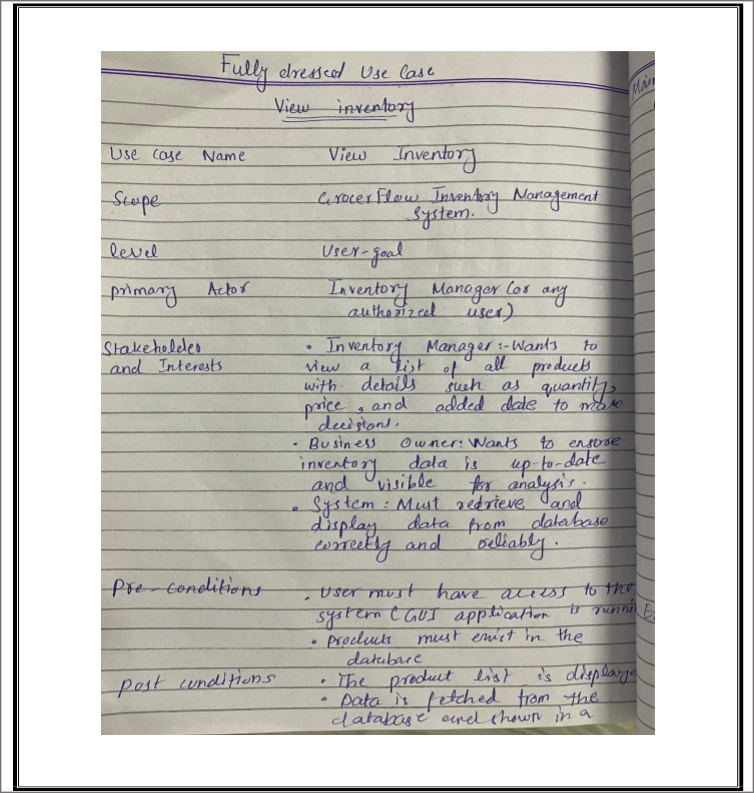 Fully dressed Use Case
View inventory
Use case Name View Inventory
Scope GrocerFlow Inventory Management
System.
level User-goal
primary Actor Inventory Manager (or any
authorized user)
Stakeholder • Inventory Manager :- Wants to
and Interests view a list of all products
with details such as quantity,
price, and added date to make
decisions.
• Business Owner: Wants to ensure
inventory data is up-to-date
and visible for analysis.
• System : Must retrieve and
display data from database
correctly and reliably.
Pre-conditions • User must have access to the
system (GUI application is runni
• Products must exist in the
database
Post conditions • The product list is displaye
• Data is fetched from the
database and shown in a
Main